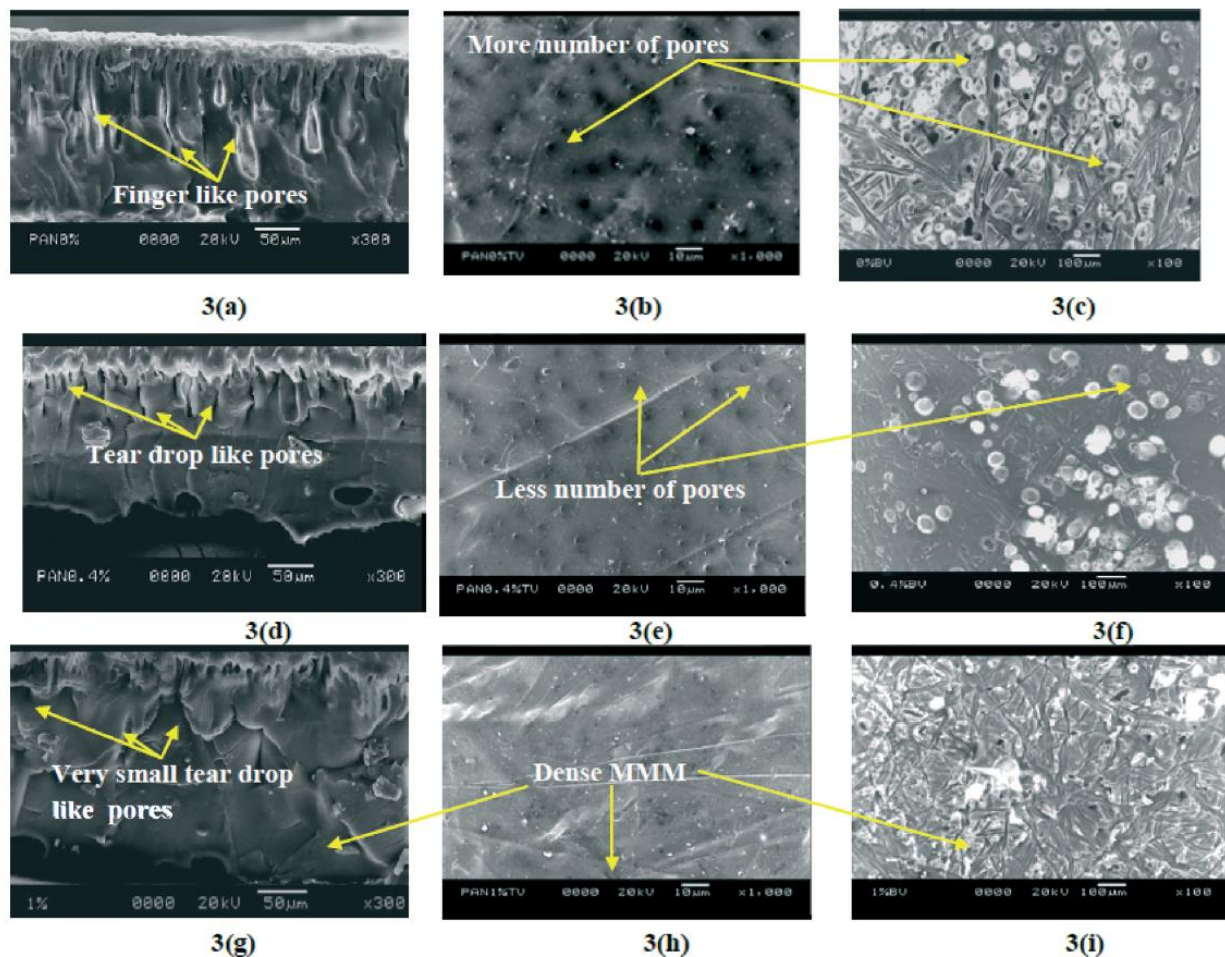 More number of pores
Finger like pores
PAN0% 0000 20kV 50μm x300
PAN0%TV 0000 20kV 10μm x1,000
0%BV 0000 20kV 100μm x100
3(a)
3(b)
3(c)
Tear drop like pores
Less number of pores
PAN0.4% 0000 20kV 50μm x300
PAN0.4%TV 0000 20kV 10μm x1,000
0.4%BV 0000 20kV 100μm x100
3(d)
3(e)
3(f)
Very small tear drop
like pores
Dense MMM
1% 0000 20kV 50μm x300
PAN1%TV 0000 20kV 10μm x1,000
1%BV 0000 20kV 100μm x100
3(g)
3(h)
3(i)